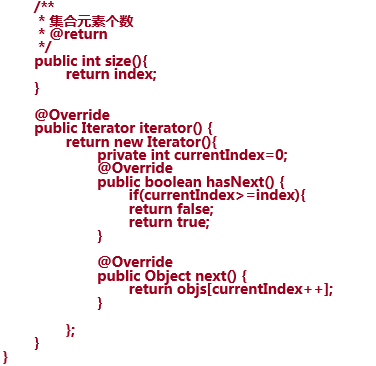 /**
* 集合元素个数
* @return
*/
public int size(){
return index;
}
@Override
public Iterator iterator() {
return new Iterator(){
private int currentIndex=0;
@Override
public boolean hasNext() {
if(currentIndex>=index){
return false;
return true;
}
@Override
public Object next() {
return objs[currentIndex++];
}
};
}
}